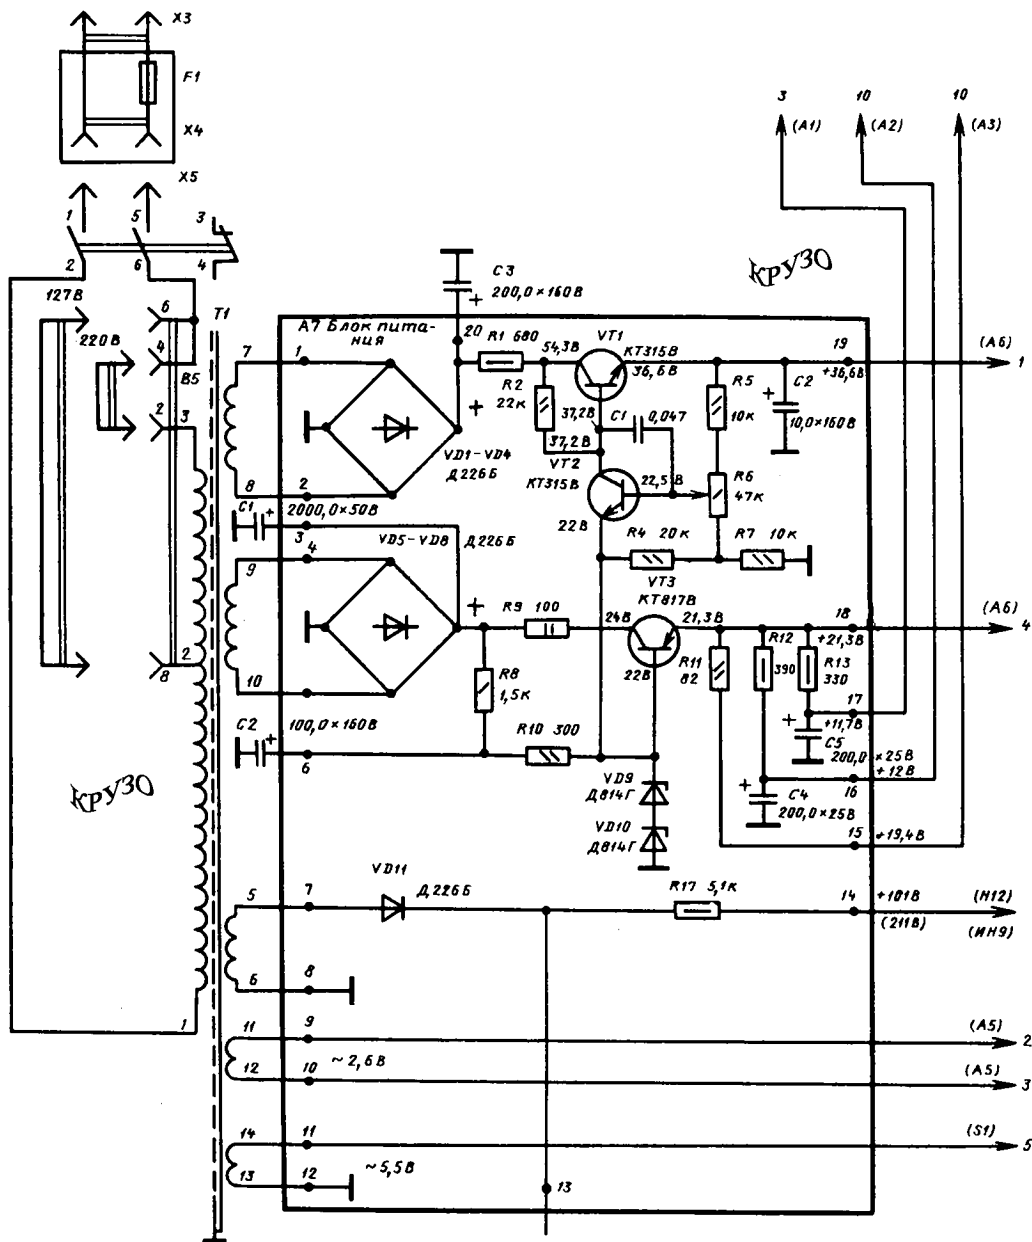 X3
F1
X4
X5
1
5
3
2
6
4
3
10
10
(А1)
(А2)
(А3)
КРУЗО
127В
220В
6
4
В5
2
3
2
8
1
Т1
С3
200,0×160В
А7 Блок пита-
ния
20
R1 680
54,3В
VT1
КТ315В
36,6В
19
+36,6В
(А6)
1
7
1
R2
22к
37,2В
С1
0,047
R5
10к
С2
10,0×160В
37,2В
VT2
КТ315В
VD1-VD4
Д226Б
22,5В
R6
47к
8
2
С1
2000,0×50В
3
22В
VD5-VD8
Д226Б
R4 20к
R7 10к
4
9
VT3
КТ817В
R9 100
24В
21,3В
18
+21,3В
(А6)
4
22В
R11
82
R12
390
R13
330
R8
1,5к
10
17
+11,7В
С2
100,0×160В
6
R10 300
С5
200,0×25В
+12В
16
VD9
Д814Г
С4
200,0×25В
VD10
Д814Г
15
+19,4В
КРУЗО
VD11
Д226Б
5
7
R17 5,1к
14
+181В
(211В)
(Н12)
(ИН9)
6
8
11
9
(А5)
2
~2,6В
12
10
(А5)
3
14
11
(S1)
5
13
12
~5,5В
13